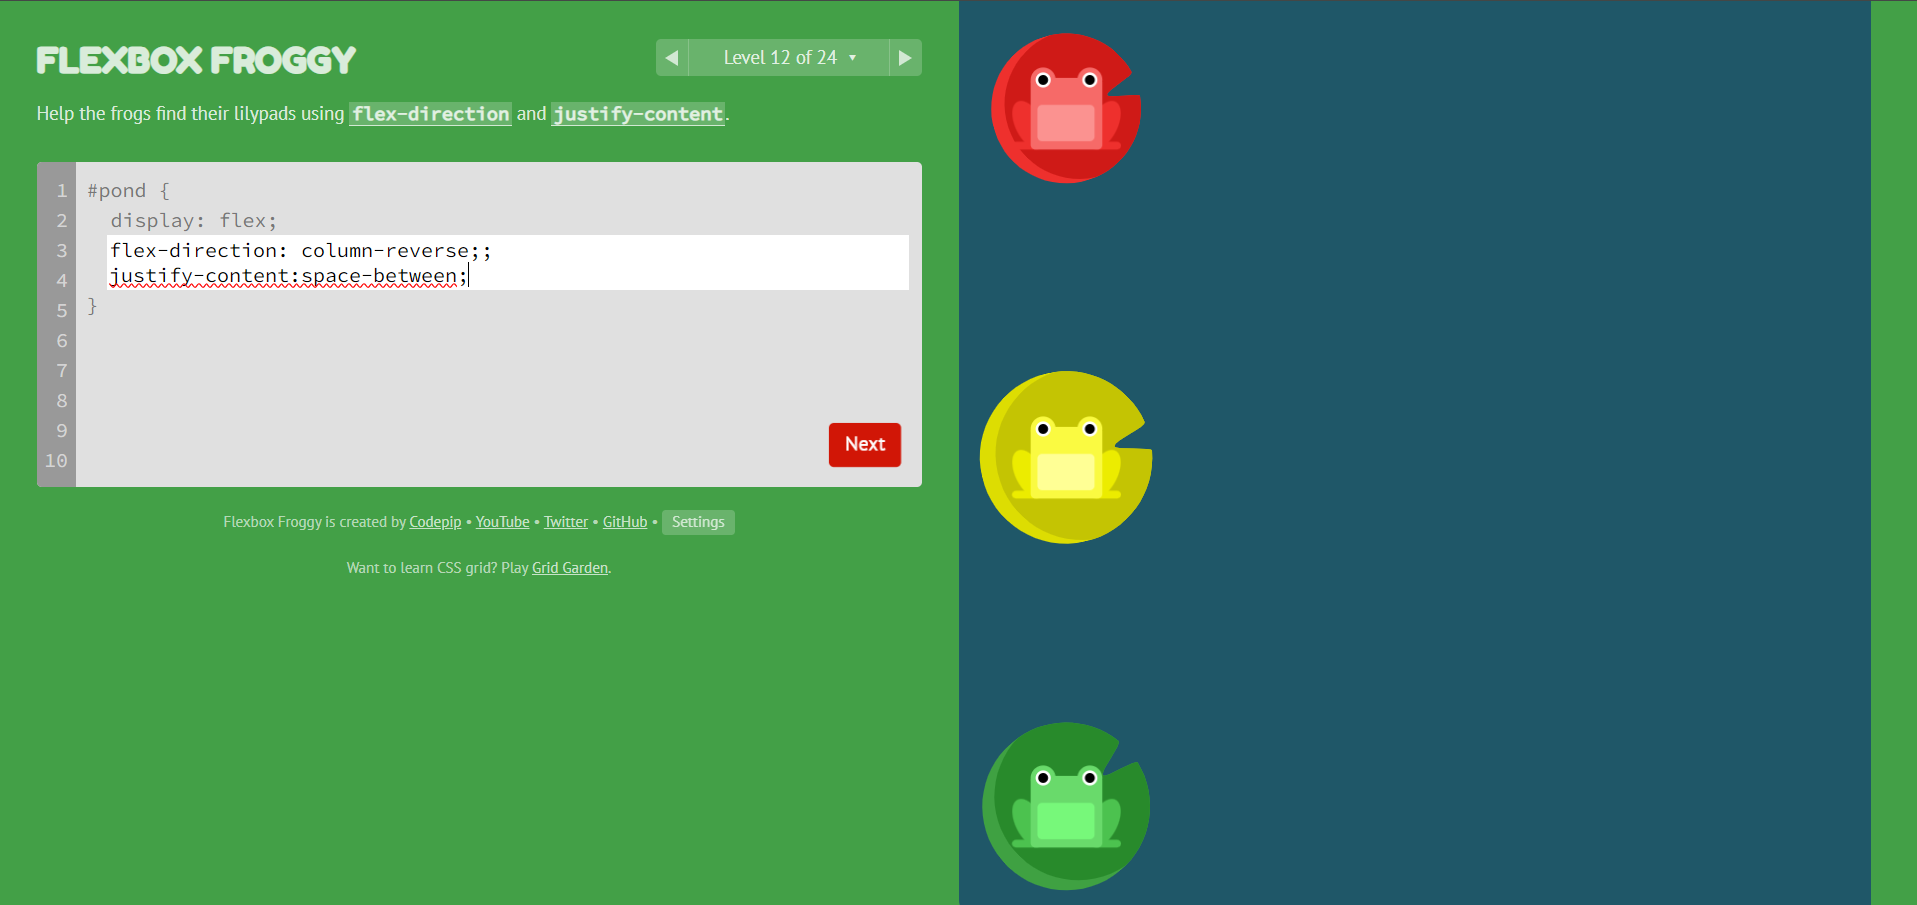 FLEXBOX FROGGY
◀ Level 12 of 24 ▾ ▶
Help the frogs find their lilypads using flex-direction and justify-content.
1 #pond {
2 display: flex;
3 flex-direction: column-reverse;;
4 justify-content:space-between;
5 }
6
7
8
9
10
Next
Flexbox Froggy is created by Codepip • YouTube • Twitter • GitHub • Settings
Want to learn CSS grid? Play Grid Garden.